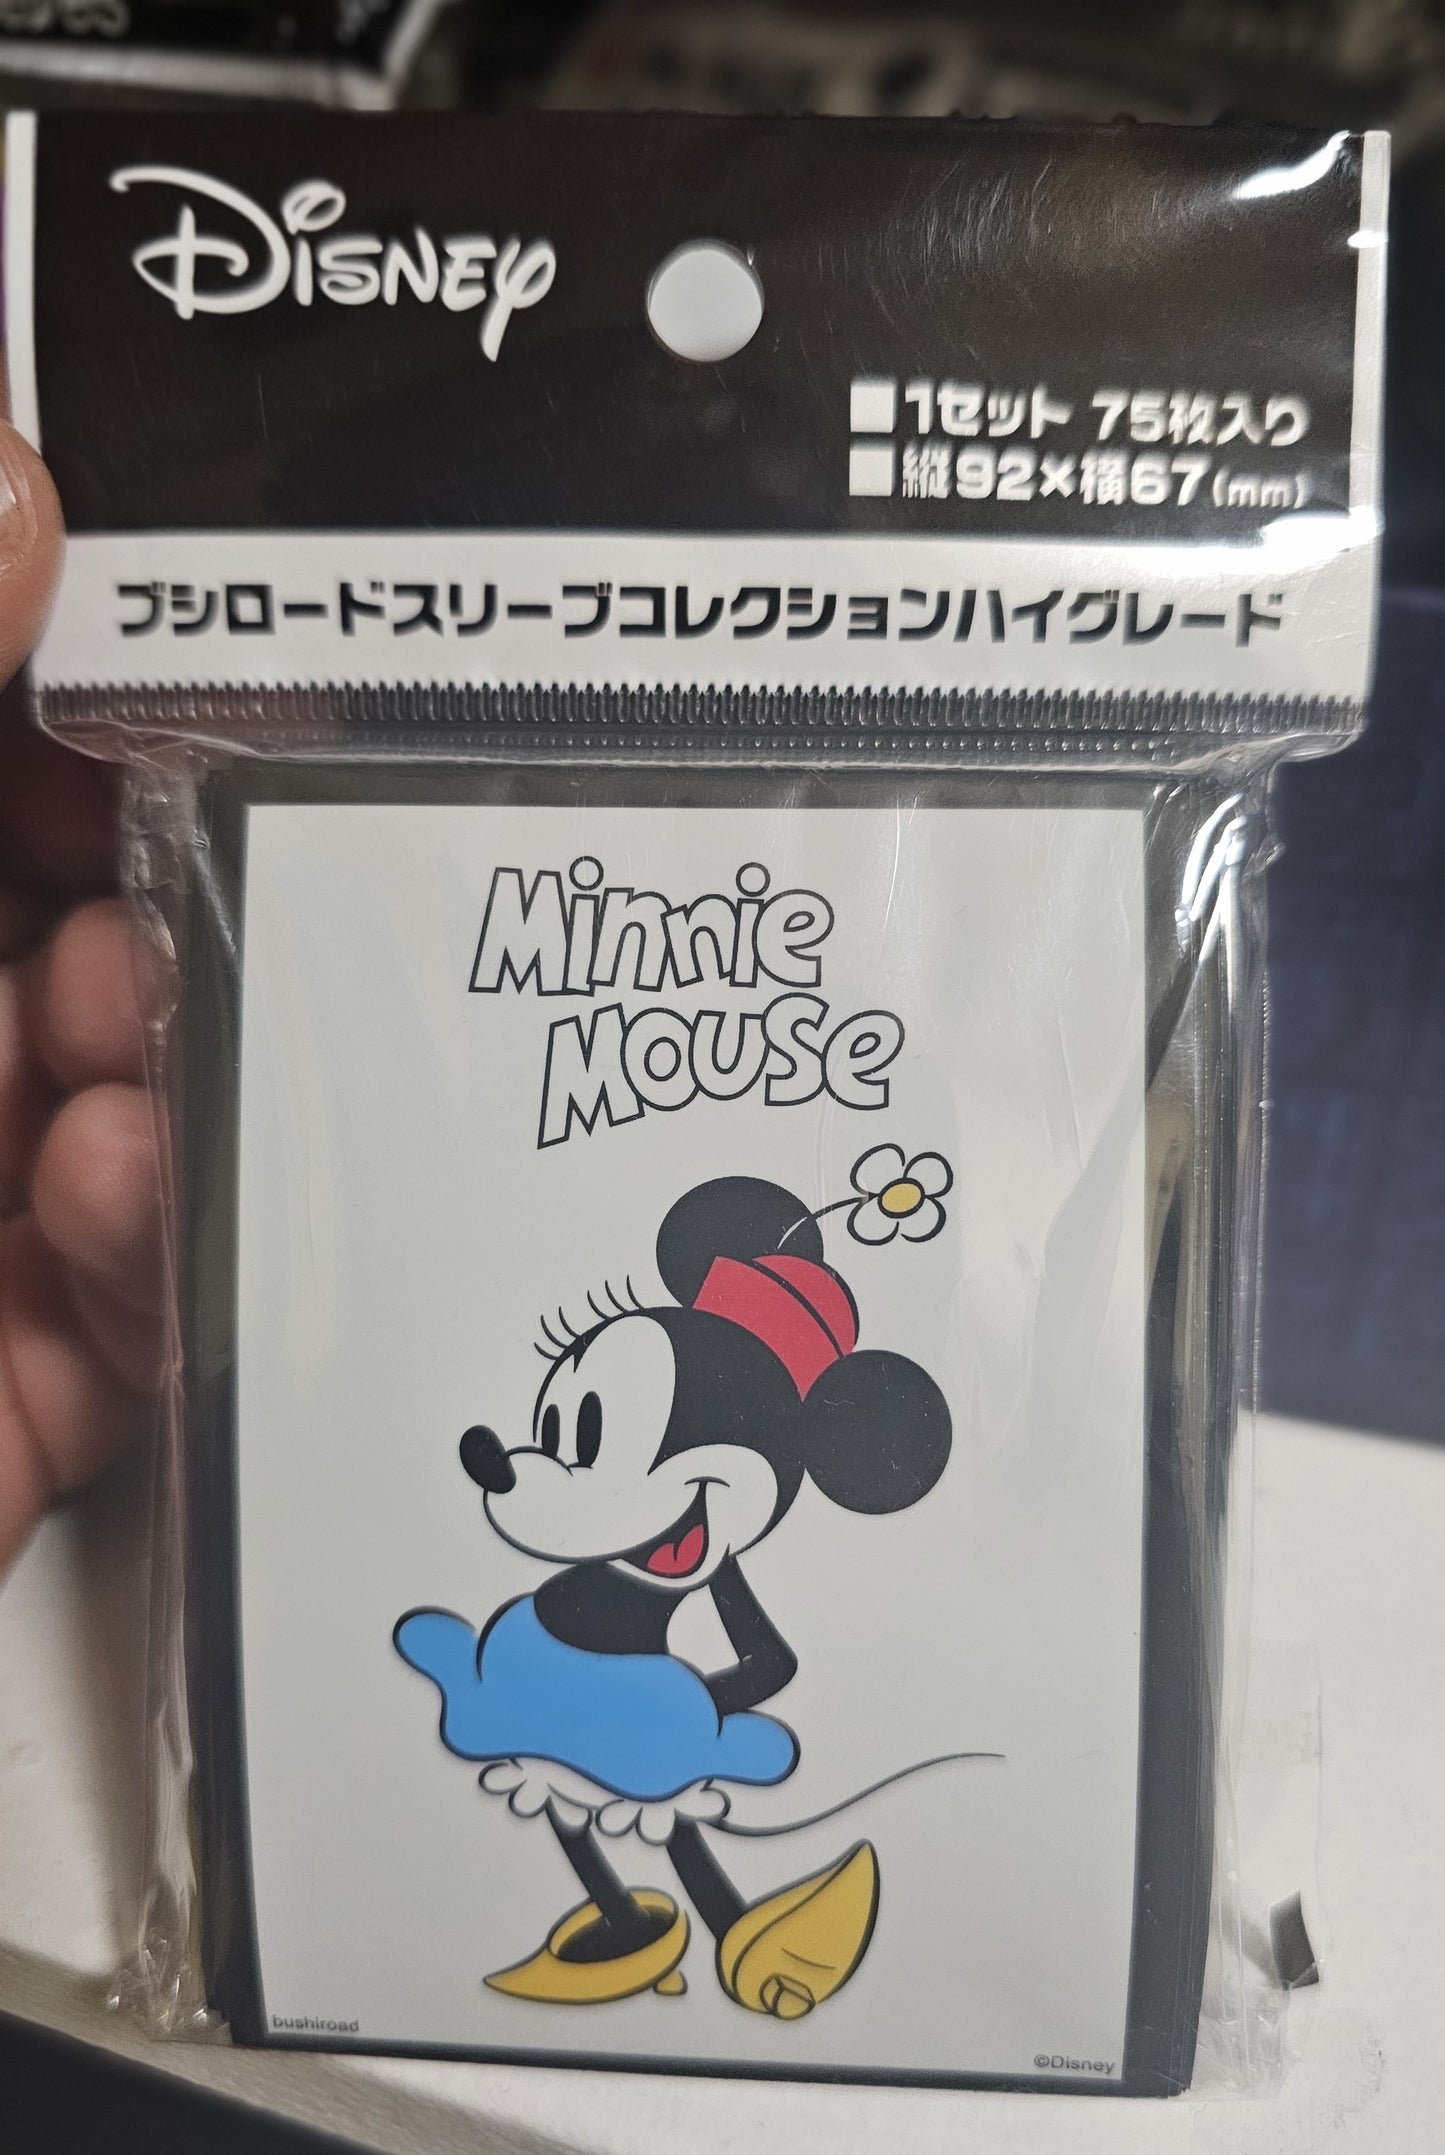 Disney
■1セット 75枚入り
■縦92×横67(mm)
ブシロードスリーブコレクションハイグレード
Minnie
Mouse
bushiroad
©Disney